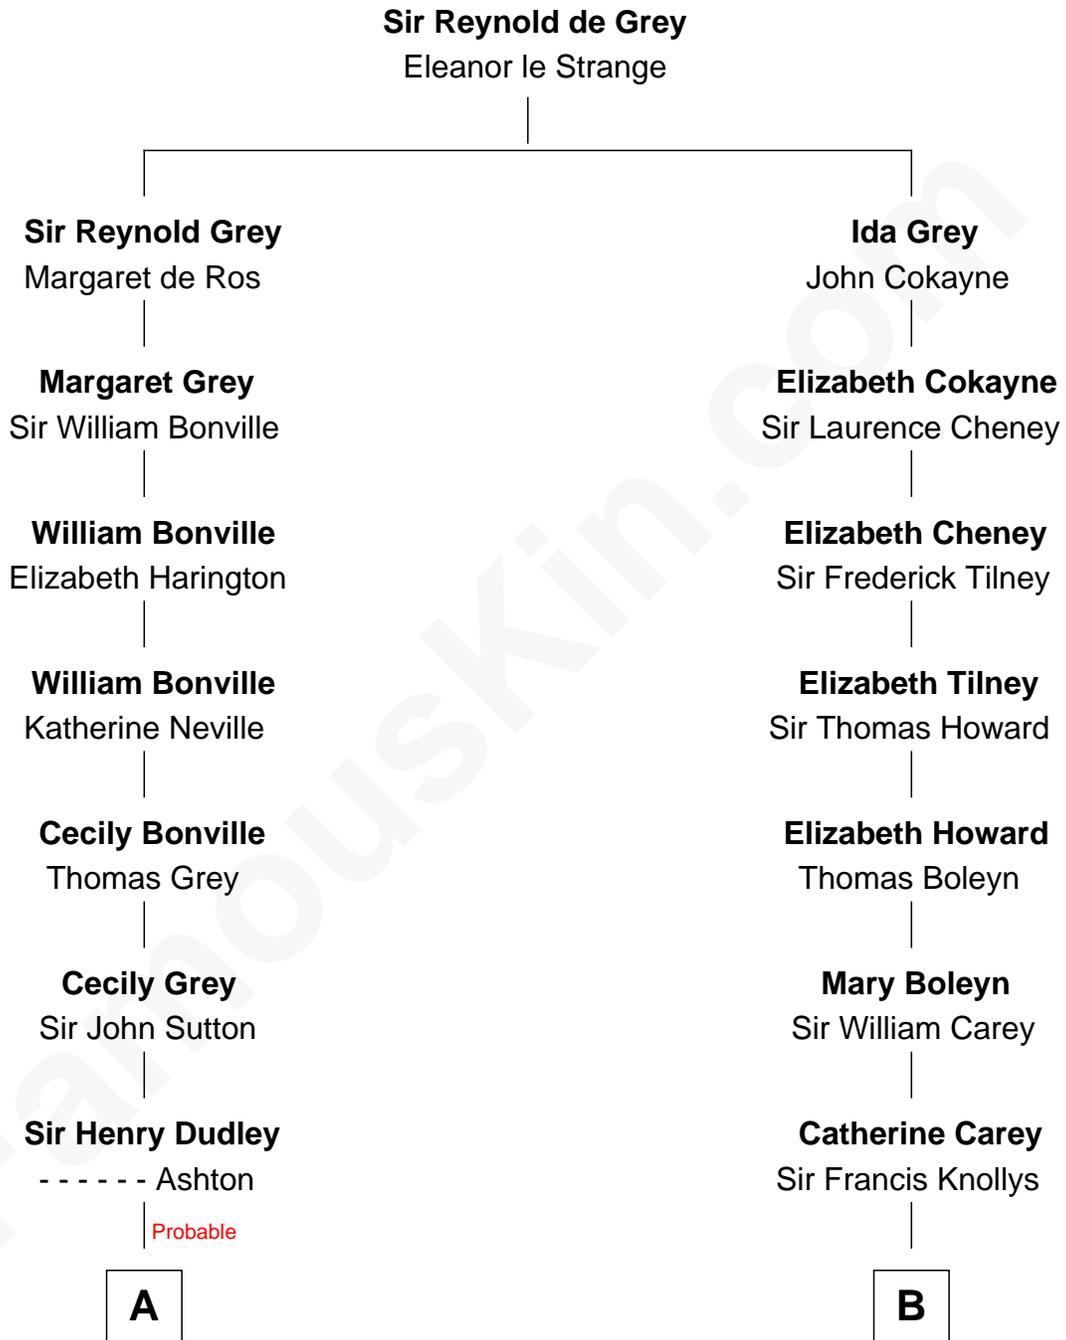 Sir Reynold de Grey
Eleanor le Strange
Sir Reynold Grey
Margaret de Ros
Ida Grey
John Cokayne
Margaret Grey
Sir William Bonville
Elizabeth Cokayne
Sir Laurence Cheney
William Bonville
Elizabeth Harington
Elizabeth Cheney
Sir Frederick Tilney
William Bonville
Katherine Neville
Elizabeth Tilney
Sir Thomas Howard
Cecily Bonville
Thomas Grey
Elizabeth Howard
Thomas Boleyn
Cecily Grey
Sir John Sutton
Mary Boleyn
Sir William Carey
Sir Henry Dudley
- - - - - - Ashton
Catherine Carey
Sir Francis Knollys
Probable
A
B
FamousKin.com